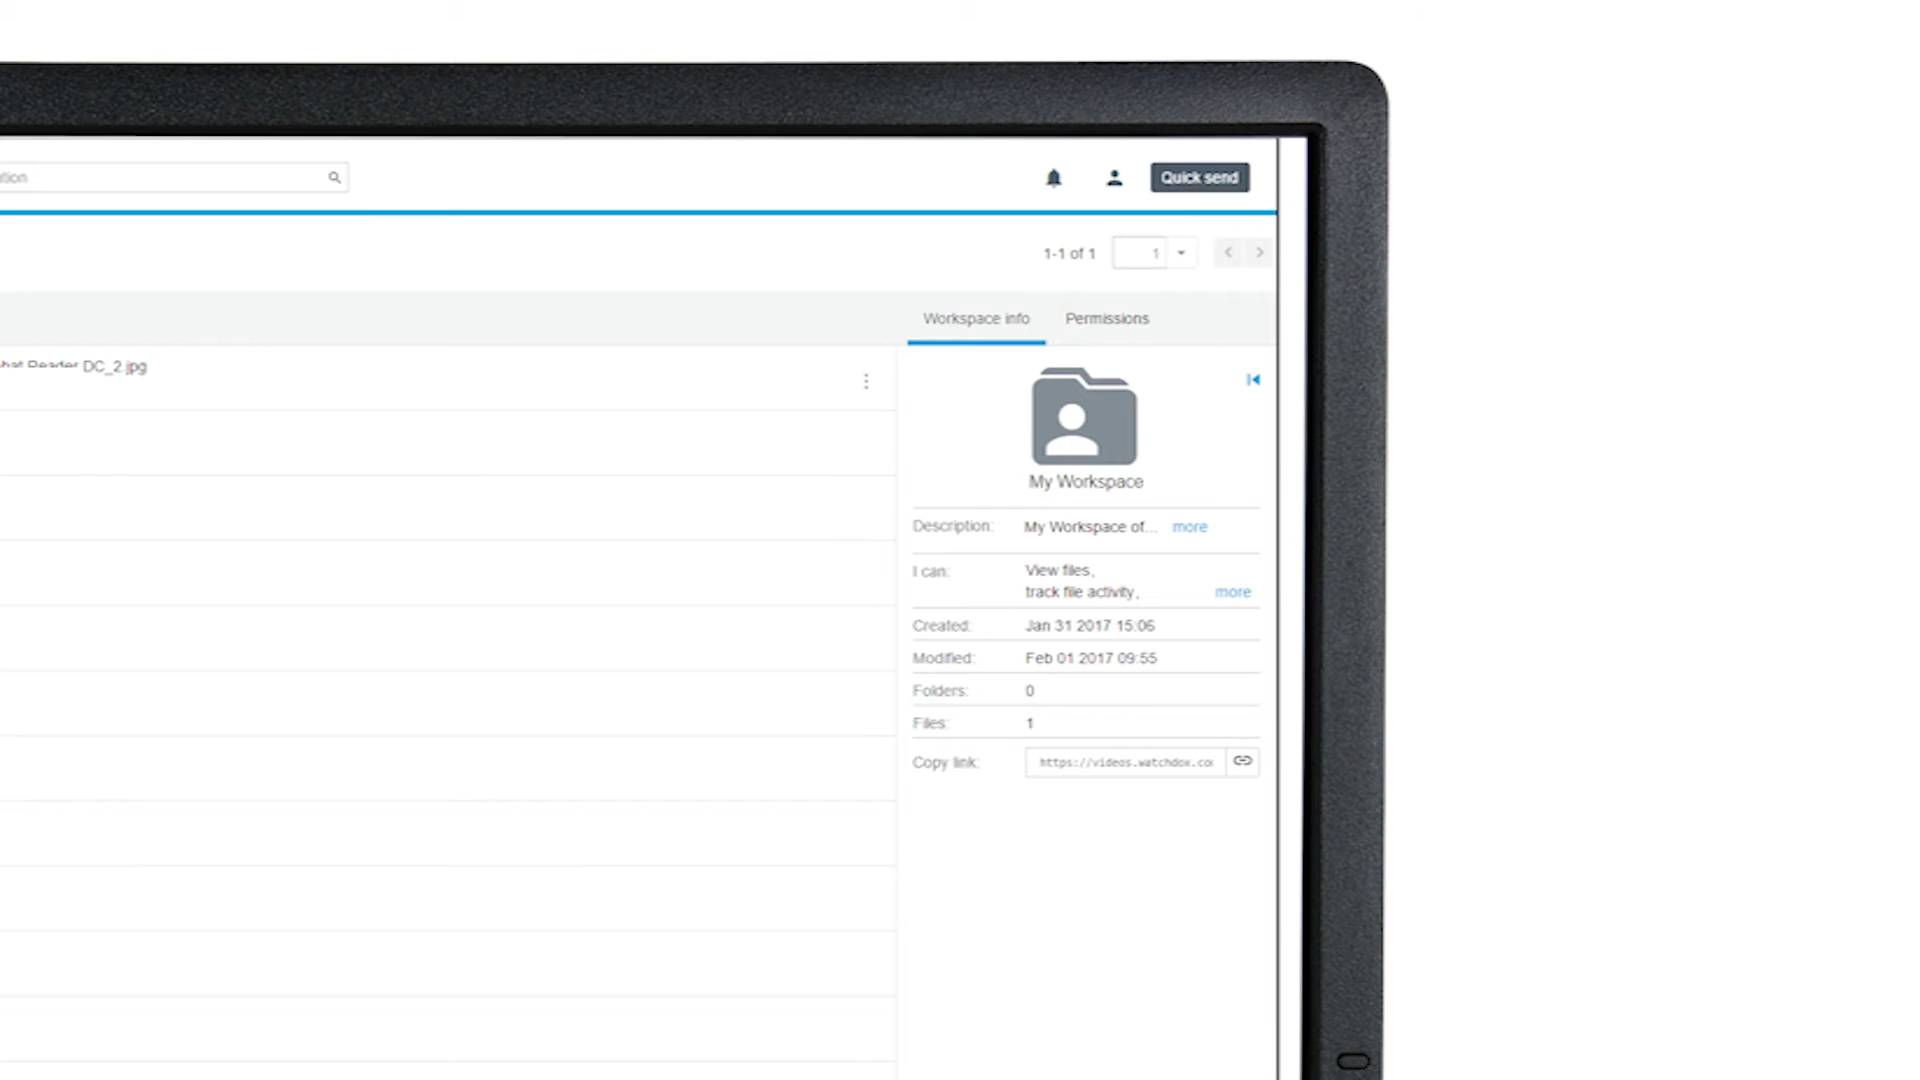 Quick send
1-1 of 1
1
Workspace info Permissions
Reader DC_2.jpg
My Workspace
Description: My Workspace of... more
I can: View files,
track file activity, more
Created: Jan 31 2017 15:06
Modified: Feb 01 2017 09:55
Folders: 0
Files: 1
Copy link: https://videos.watchdox.co